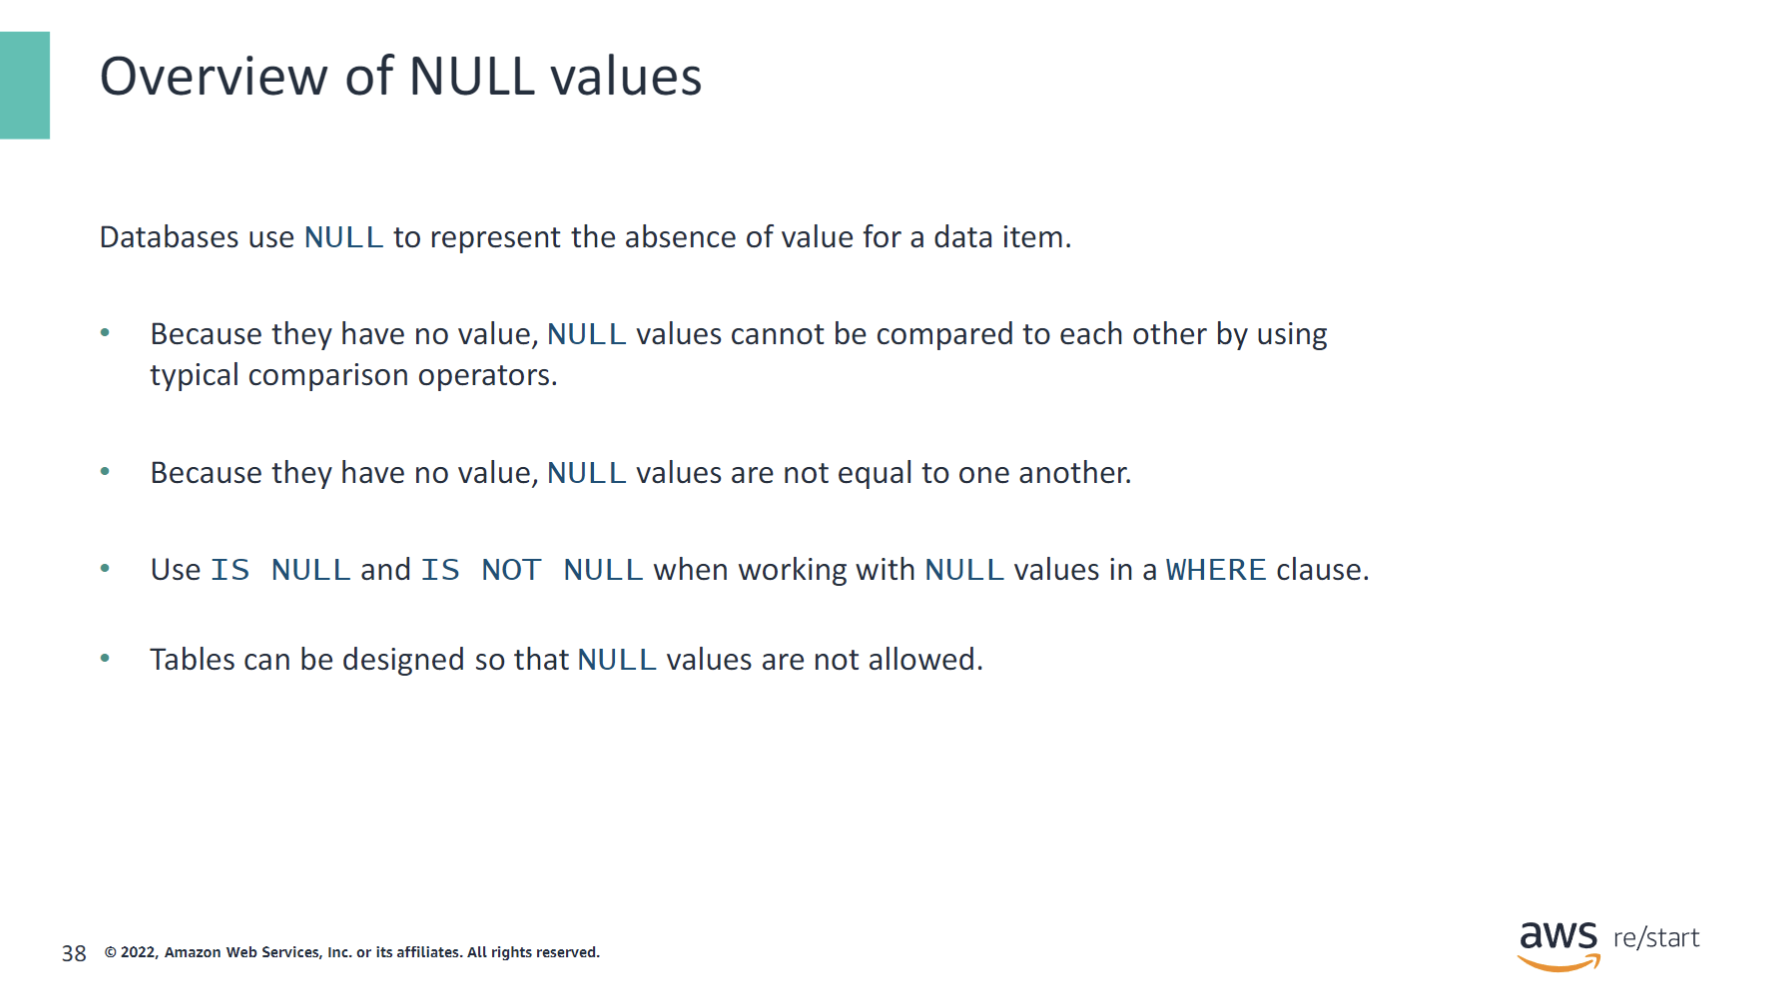 Overview of NULL values
Databases use NULL to represent the absence of value for a data item.
• Because they have no value, NULL values cannot be compared to each other by using
typical comparison operators.
• Because they have no value, NULL values are not equal to one another.
• Use IS NULL and IS NOT NULL when working with NULL values in a WHERE clause.
• Tables can be designed so that NULL values are not allowed.
38 © 2022, Amazon Web Services, Inc. or its affiliates. All rights reserved.
aws re/start